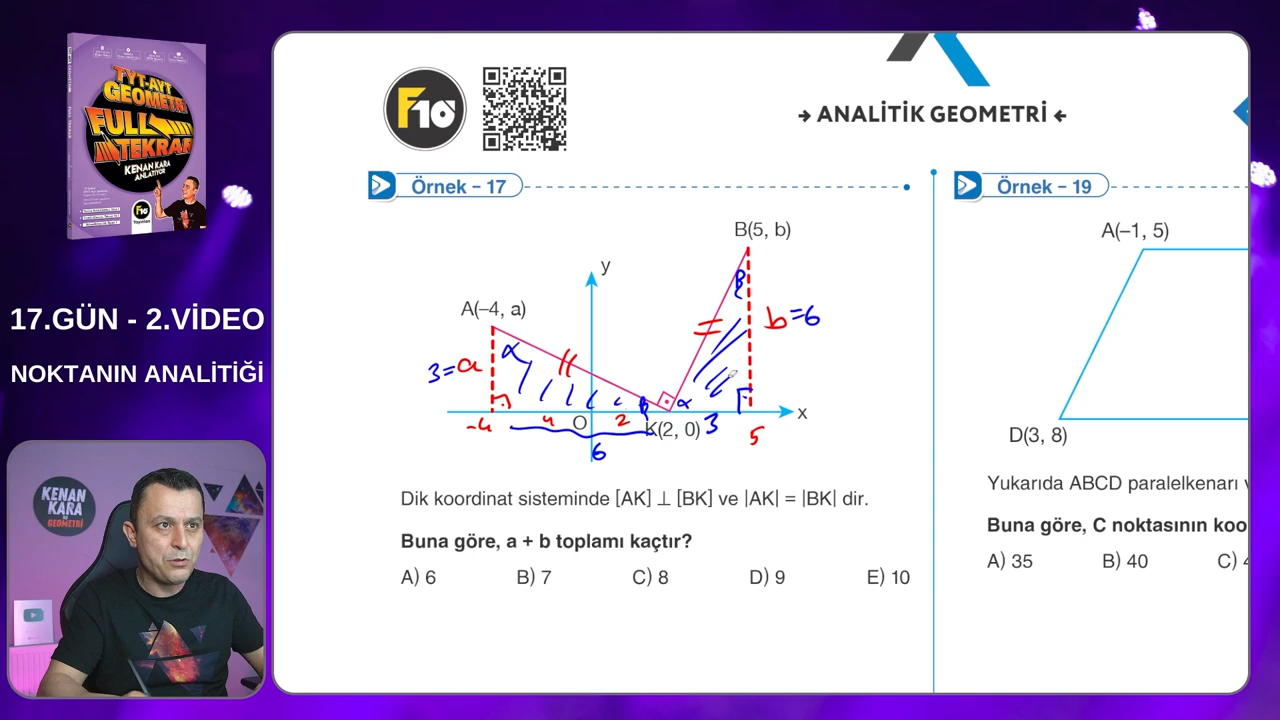 TYT-AYT
GEOMETRİ
FULL
TEKRAR
KENAN KARA
ANLATIYOR
F10
17.GÜN - 2.VİDEO
NOKTANIN ANALİTİĞİ
KENAN
KARA
GEOMETRİ
F10
→ ANALİTİK GEOMETRİ ←
Örnek – 17
B(5, b)
y
A(–4, a)
β
b=6
3=a
α
β
α
x
-4
4
O
2
K(2, 0)
3
5
6
Dik koordinat sisteminde [AK] ⊥ [BK] ve |AK| = |BK| dir.
Buna göre, a + b toplamı kaçtır?
A) 6
B) 7
C) 8
D) 9
E) 10
Örnek – 19
A(–1, 5)
D(3, 8)
Yukarıda ABCD paralelkenarı
Buna göre, C noktasının koo
A) 35
B) 40
C) 4